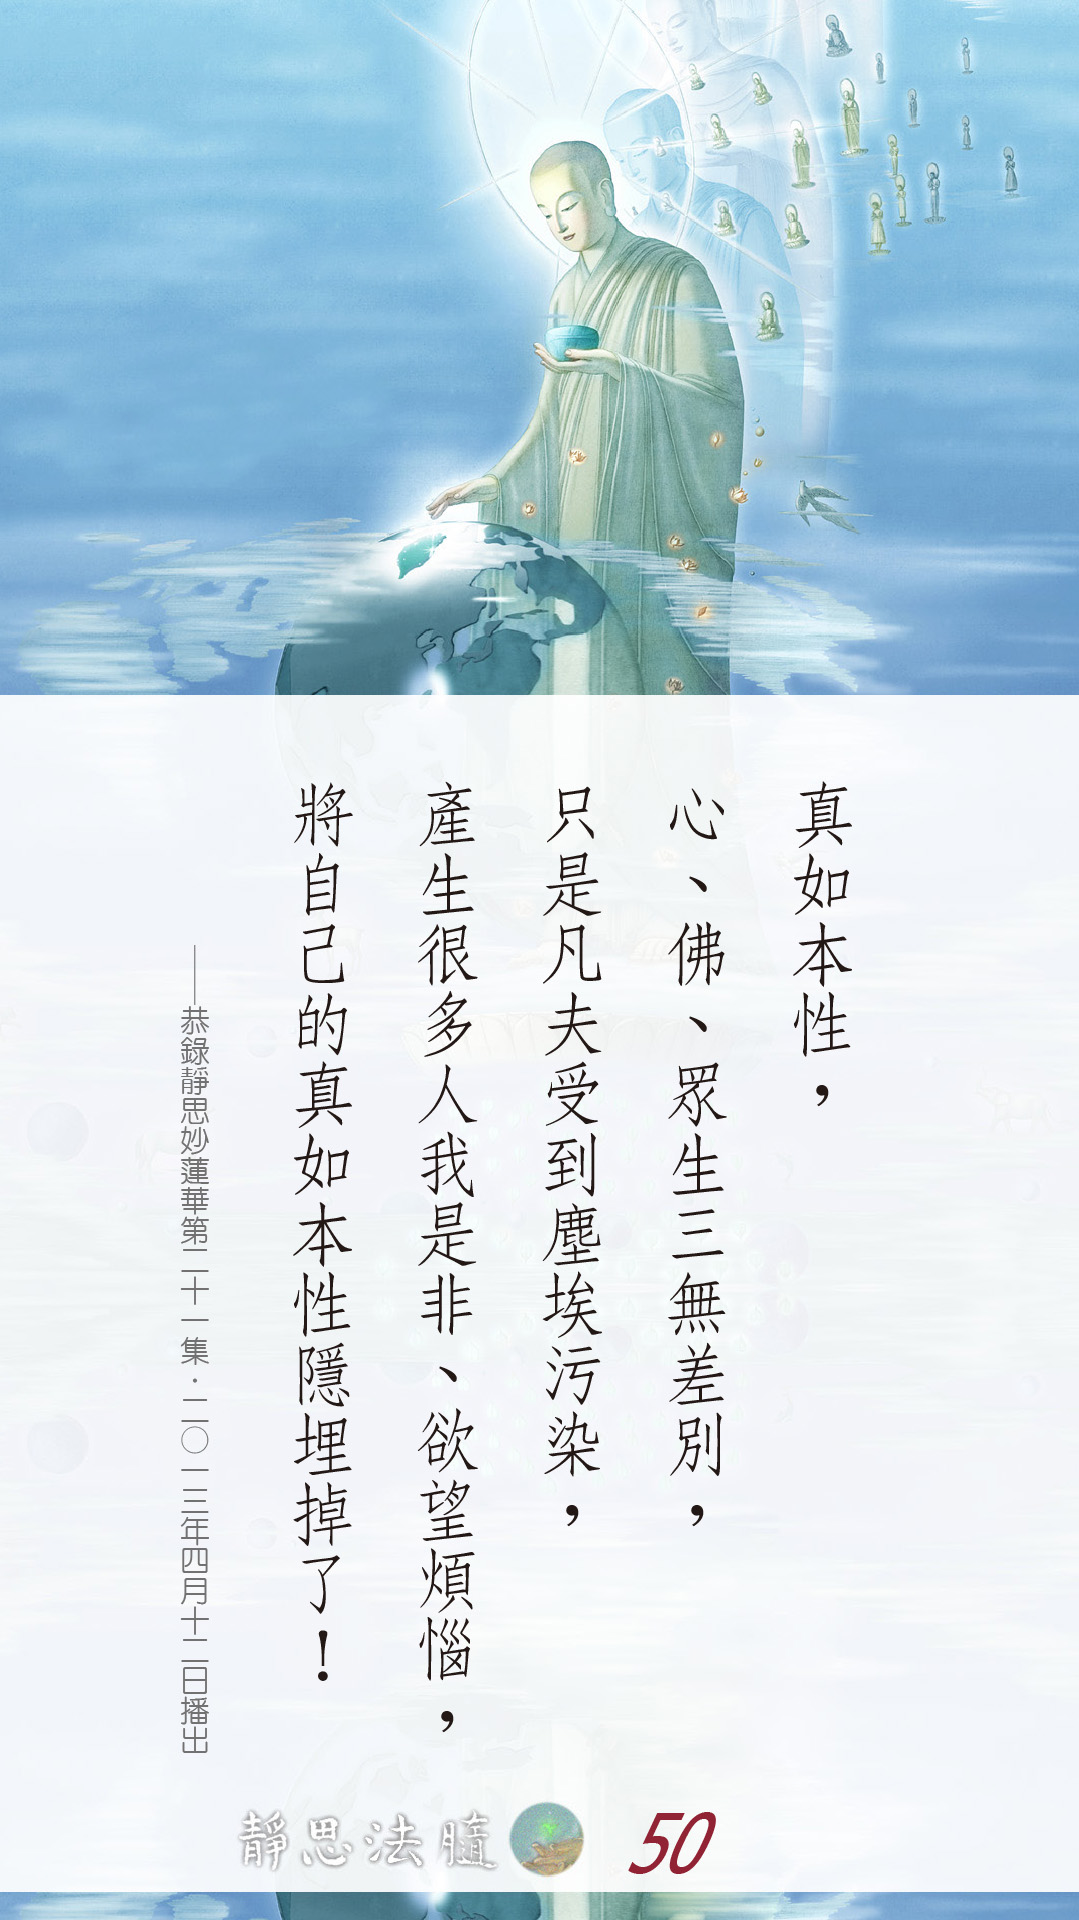 真如本性，
心、佛、眾生三無差別，
只是凡夫受到塵埃污染，
產生很多人我是非、欲望煩惱，
將自己的真如本性隱埋掉了！
——恭錄靜思妙蓮華第二十一集．二〇一三年四月十二日播出
靜思法髓
50